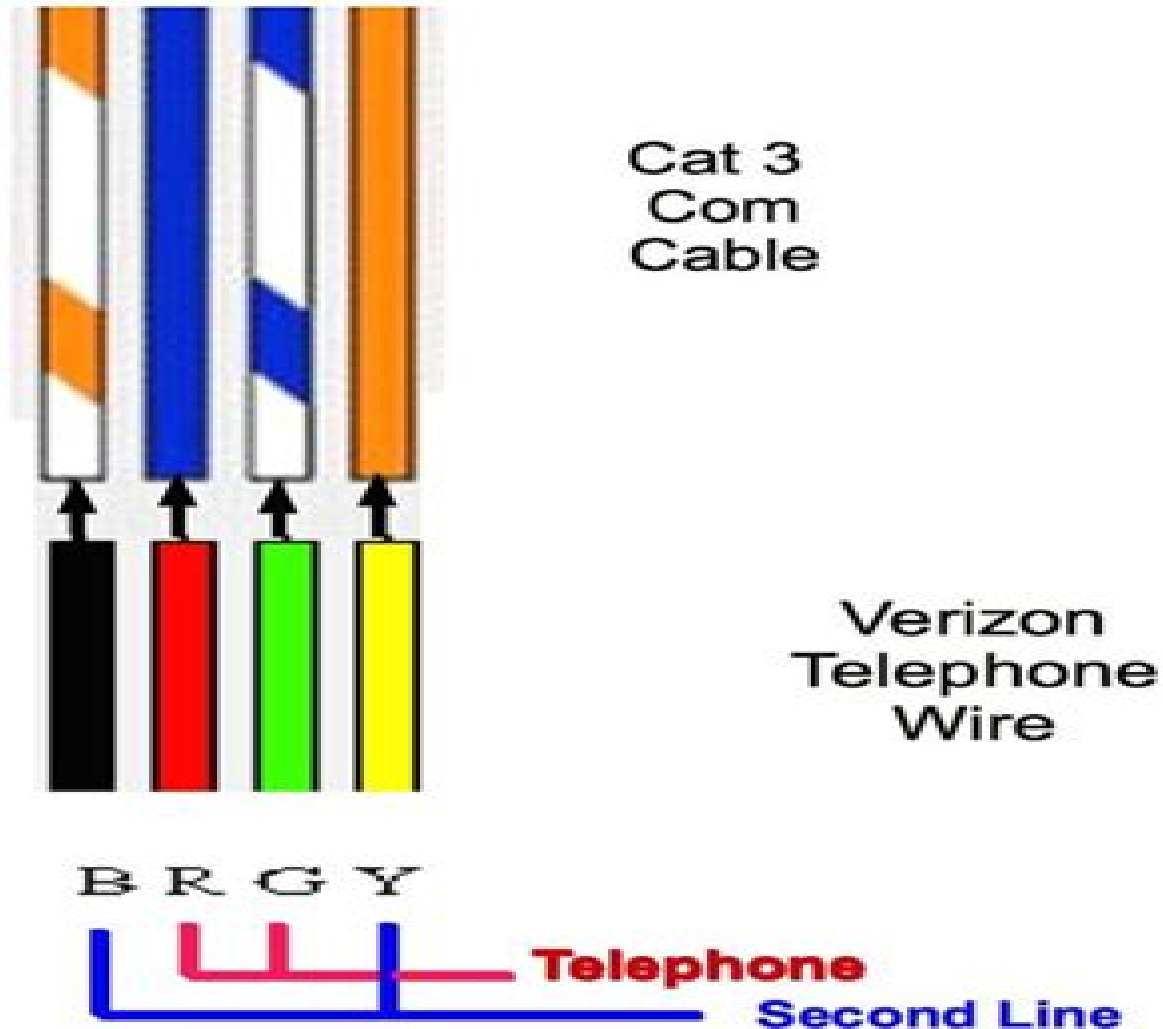 Cat 3
Com
Cable
Verizon
Telephone
Wire
B R G Y
Telephone
Second Line